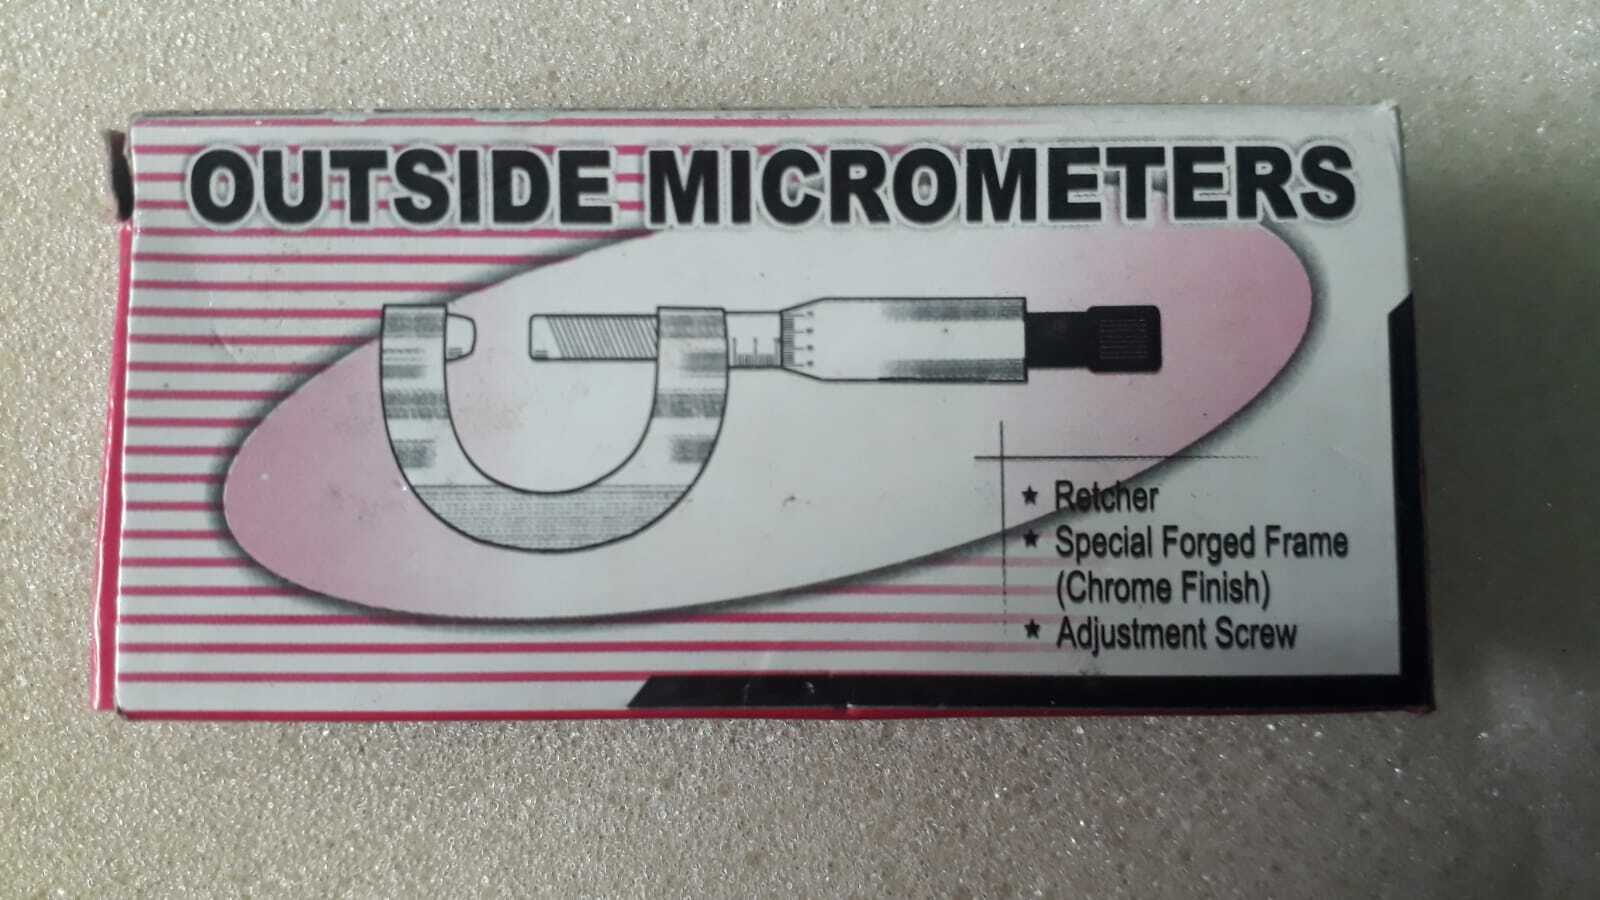 OUTSIDE MICROMETERS
★ Retcher
★ Special Forged Frame
(Chrome Finish)
★ Adjustment Screw